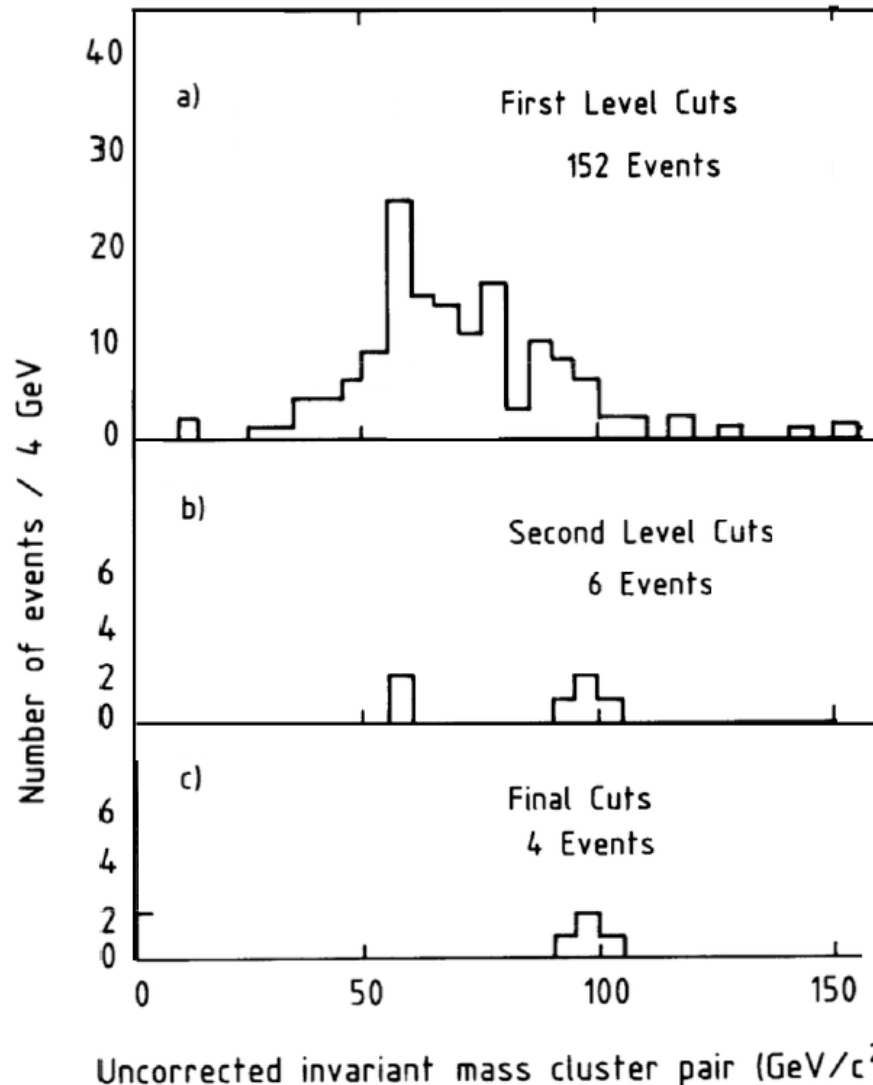 Number of events / 4 GeV
40
a)
First Level Cuts
30
152 Events
20
10
0
b)
Second Level Cuts
6
6 Events
4
2
0
c)
Final Cuts
6
4 Events
4
2
0
0 50 100 150
Uncorrected invariant mass cluster pair (GeV/c²